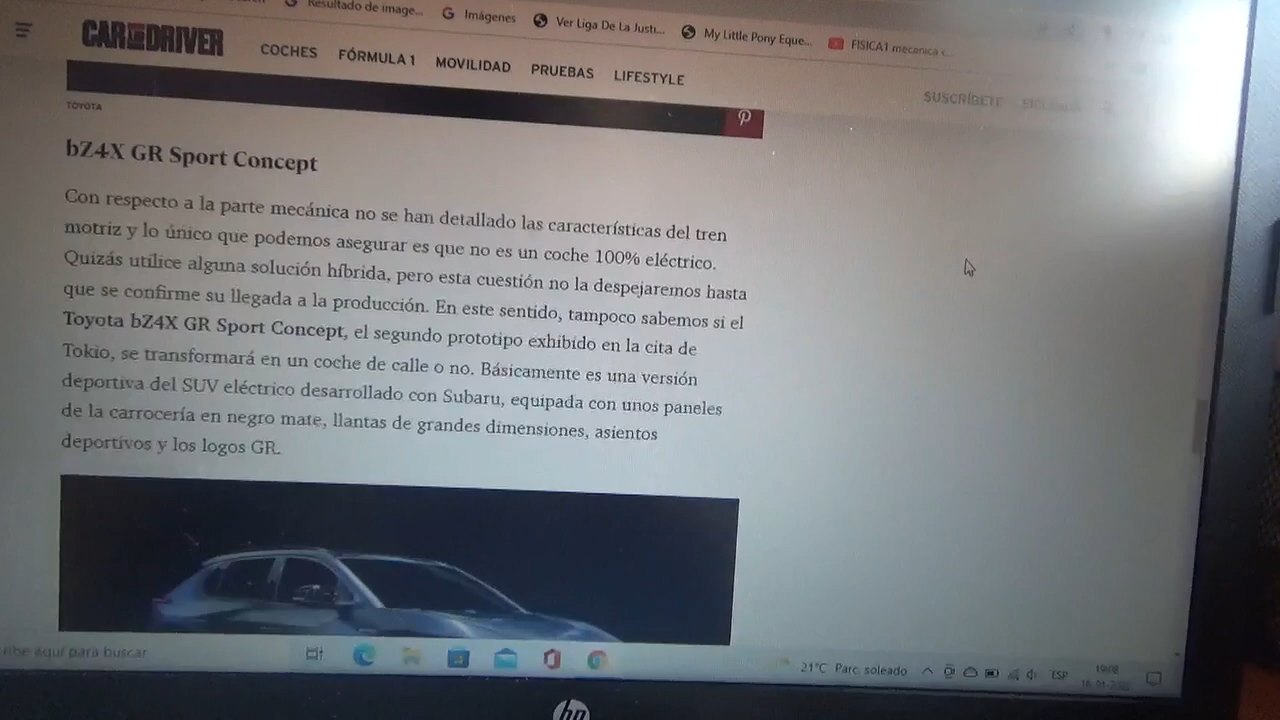 Resultado de image...
Imágenes
Ver Liga De La Justi...
My Little Pony Eque...
FISICA1 mecanica c...
CAR AND DRIVER
COCHES
FÓRMULA 1
MOVILIDAD
PRUEBAS
LIFESTYLE
SUSCRÍBETE
TOYOTA
bZ4X GR Sport Concept
Con respecto a la parte mecánica no se han detallado las características del tren
motriz y lo único que podemos asegurar es que no es un coche 100% eléctrico.
Quizás utilice alguna solución híbrida, pero esta cuestión no la despejaremos hasta
que se confirme su llegada a la producción. En este sentido, tampoco sabemos si el
Toyota bZ4X GR Sport Concept, el segundo prototipo exhibido en la cita de
Tokio, se transformará en un coche de calle o no. Básicamente es una versión
deportiva del SUV eléctrico desarrollado con Subaru, equipada con unos paneles
de la carrocería en negro mate, llantas de grandes dimensiones, asientos
deportivos y los logos GR.
aquí para buscar
21°C Parc. soleado
ESP
hp